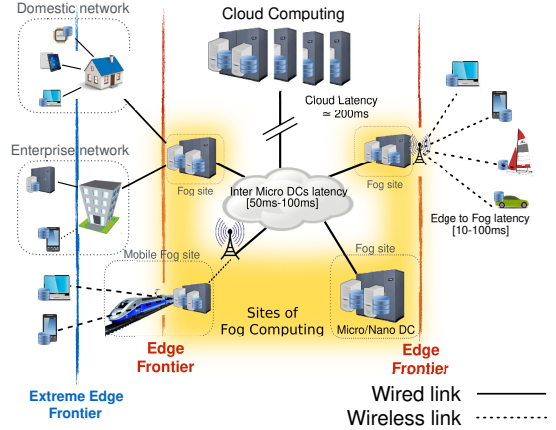 Domestic network
Cloud Computing
Cloud Latency
≃ 200ms
Enterprise network
Fog site
Fog site
Inter Micro DCs latency
[50ms-100ms]
Edge to Fog latency
[10-100ms]
Mobile Fog site
Fog site
Sites of
Fog Computing
Micro/Nano DC
Edge
Frontier
Edge
Frontier
Extreme Edge
Frontier
Wired link
Wireless link